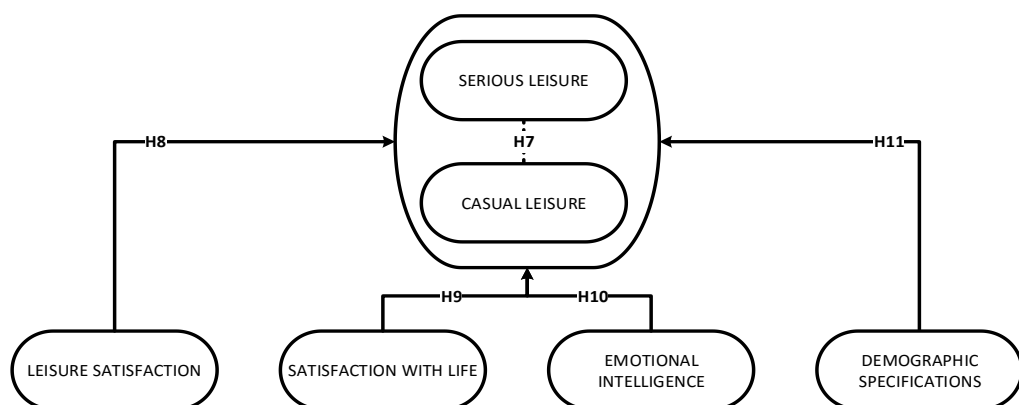 SERIOUS LEISURE
H7
CASUAL LEISURE
H8
H11
H9
H10
LEISURE SATISFACTION
SATISFACTION WITH LIFE
EMOTIONAL
INTELLIGENCE
DEMOGRAPHIC
SPECIFICATIONS